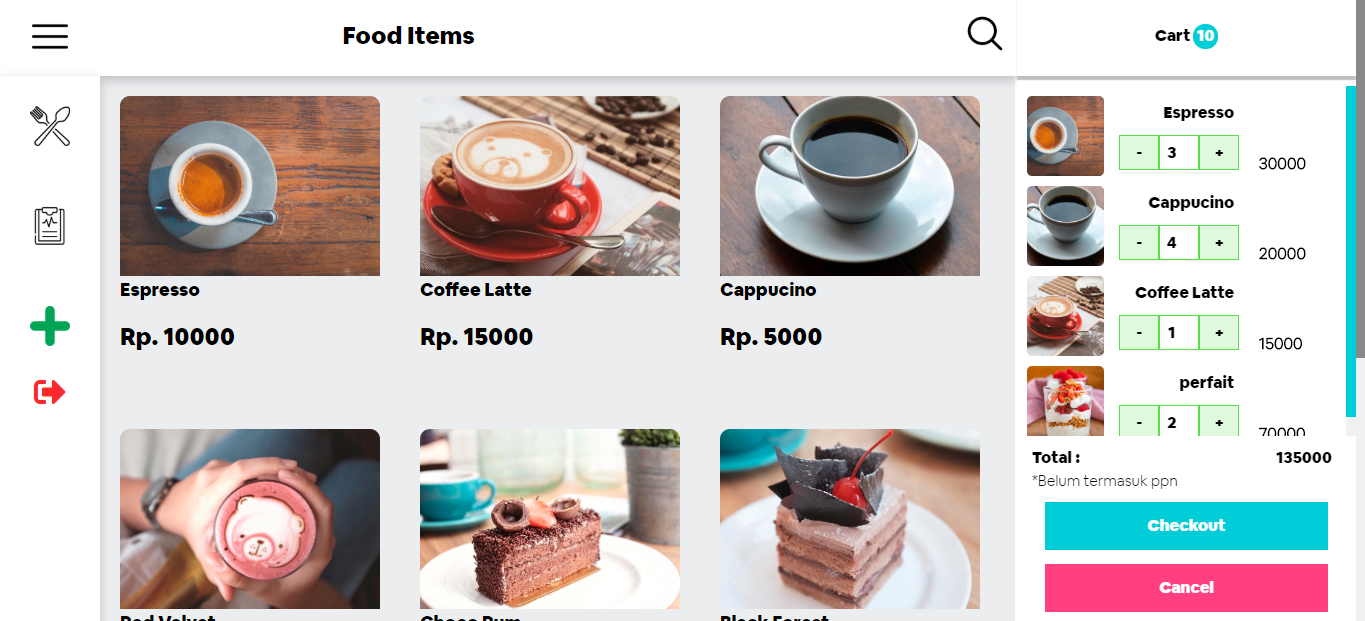 Food Items
Cart 10
Espresso
Rp. 10000
Coffee Latte
Rp. 15000
Cappucino
Rp. 5000
Red Velvet
Choco Rum
Black Forest
Espresso
- 3 + 30000
Cappucino
- 4 + 20000
Coffee Latte
- 1 + 15000
perfait
- 2 + 70000
Total : 135000
*Belum termasuk ppn
Checkout
Cancel